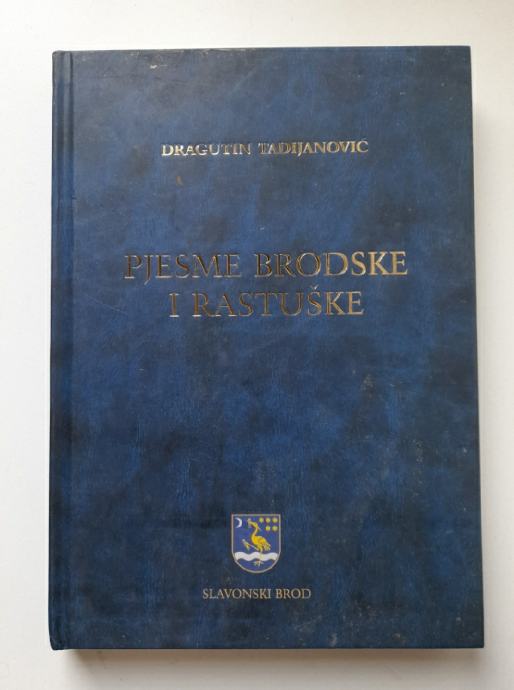 DRAGUTIN TADIJANOVIĆ
PJESME BRODSKE
I RASTUŠKE
SLAVONSKI BROD